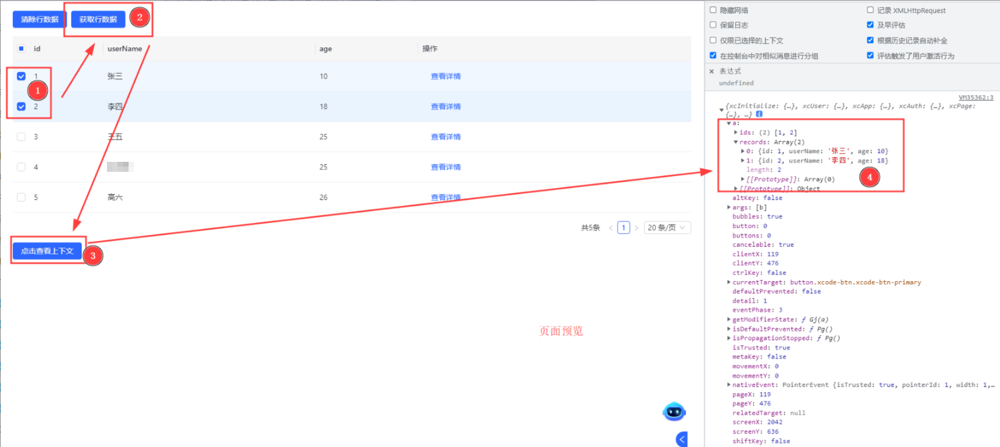 清除行数据 获取行数据 2
id userName age 操作
1 张三 10 查看详情
1
2 李四 18 查看详情
3 王五 25 查看详情
4 25 查看详情
5 高六 26 查看详情
共5条 < 1 > 20 条/页
点击查看上下文 3
页面预览
隐藏网络 记录 XMLHttpRequest
保留日志 及早评估
仅限已选择的上下文 根据历史记录自动补全
在控制台中对相似消息进行分组 评估触发了用户激活行为
× 表达式
undefined
VM35362:3
{xcInitialize: {…}, xcUser: {…}, xcApp: {…}, xcAuth: {…}, xcPage:
{…}, …} i
a:
ids: (2) [1, 2]
records: Array(2)
0: {id: 1, userName: '张三', age: 10}
1: {id: 2, userName: '李四', age: 18}
length: 2
4
[[Prototype]]: Array(0)
[[Prototype]]: Object
altKey: false
args: [b]
bubbles: true
button: 0
buttons: 0
cancelable: true
clientX: 119
clientY: 476
ctrlKey: false
currentTarget: button.xcode-btn.xcode-btn-primary
defaultPrevented: false
detail: 1
eventPhase: 3
getModifierState: ƒ Gj(a)
isDefaultPrevented: ƒ Pg()
isPropagationStopped: ƒ Pg()
isTrusted: true
metaKey: false
movementX: 0
movementY: 0
nativeEvent: PointerEvent {isTrusted: true, pointerId: 1, width: 1,…
pageX: 119
pageY: 476
relatedTarget: null
screenX: 2042
screenY: 636
shiftKey: false